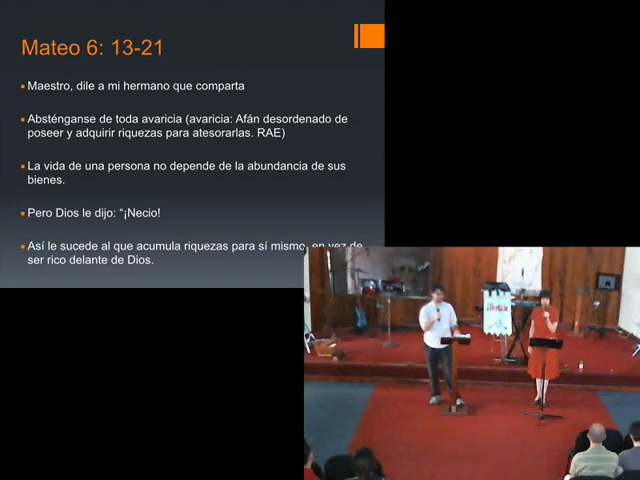 Mateo 6: 13-21
Maestro, dile a mi hermano que comparta
Absténganse de toda avaricia (avaricia: Afán desordenado de
poseer y adquirir riquezas para atesorarlas. RAE)
La vida de una persona no depende de la abundancia de sus
bienes.
Pero Dios le dijo: “¡Necio!
Así le sucede al que acumula riquezas para sí mismo, en vez de
ser rico delante de Dios.